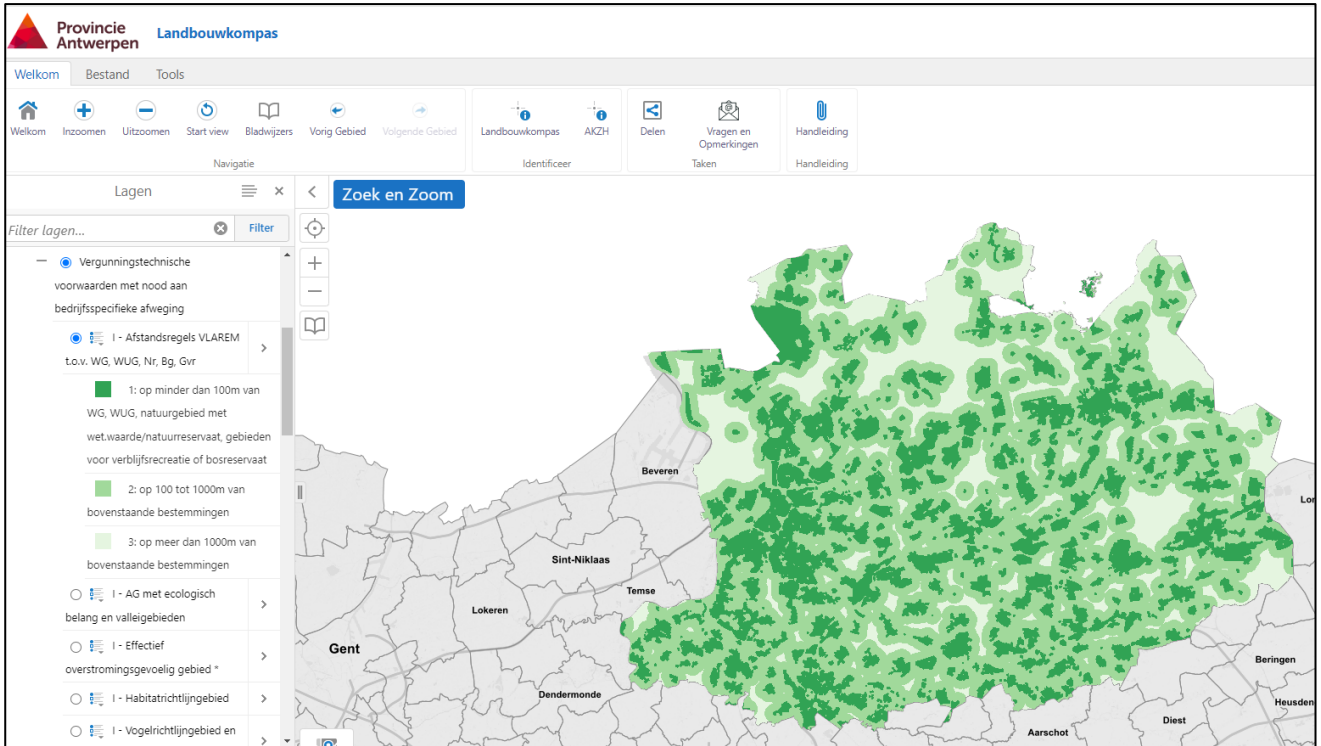 Provincie
Antwerpen
Landbouwkompas
Welkom Bestand Tools
Welkom Inzoomen Uitzoomen Start view Bladwijzers Vorig Gebied Volgende Gebied Landbouwkompas AKZH Delen Vragen en
Opmerkingen Handleiding
Navigatie Identificeer Taken Handleiding
Lagen
Zoek en Zoom
Filter lagen... Filter
Vergunningstechnische
voorwaarden met nood aan
bedrijfsspecifieke afweging
I - Afstandsregels VLAREM
t.o.v. WG, WUG, Nr, Bg, Gvr
1: op minder dan 100m van
WG, WUG, natuurgebied met
wet.waarde/natuurreservaat, gebieden
voor verblijfsrecreatie of bosreservaat
2: op 100 tot 1000m van
bovenstaande bestemmingen
3: op meer dan 1000m van
bovenstaande bestemmingen
I - AG met ecologisch
belang en valleigebieden
I - Effectief
overstromingsgevoelig gebied *
I - Habitatrichtlijngebied
I - Vogelrichtlijngebied en
Beveren
Sint-Niklaas
Temse
Lokeren
Gent
Dendermonde
Lor
Beringen
Heusden
Diest
Aarschot